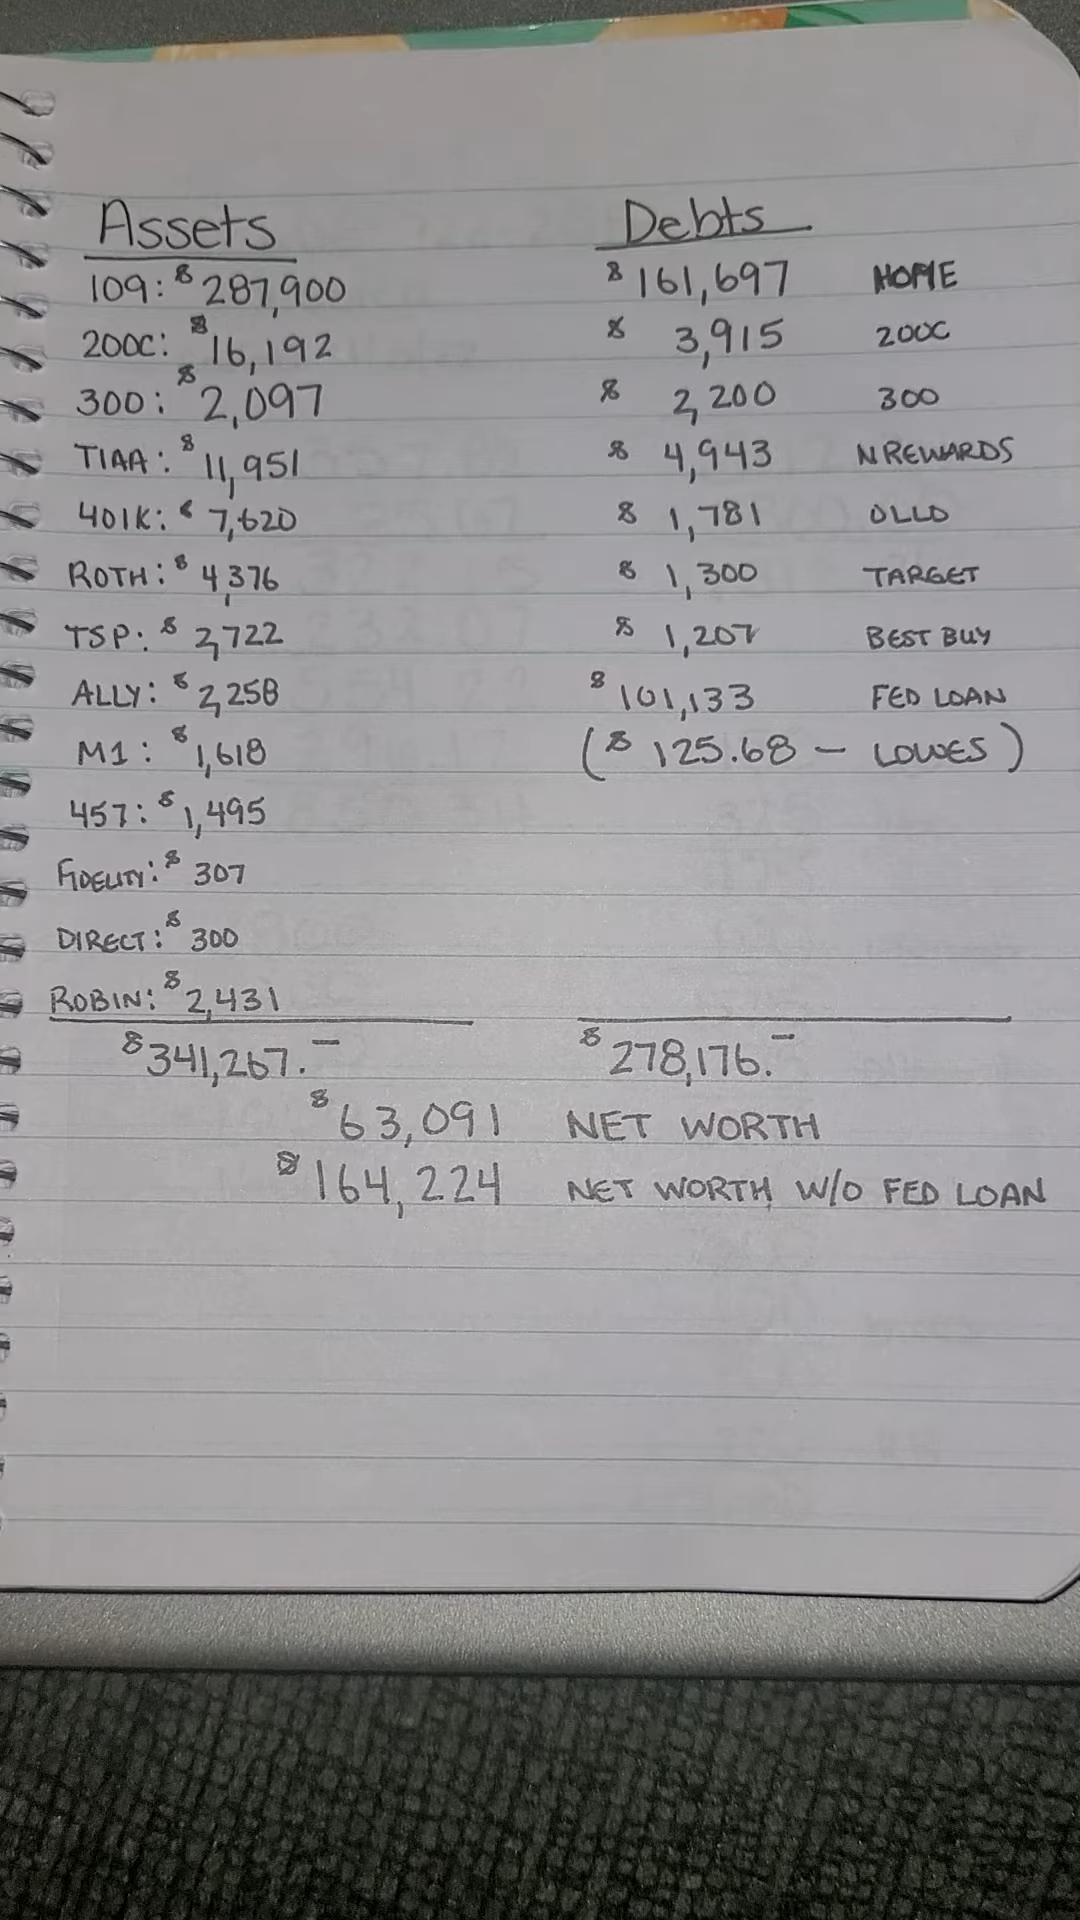 Assets
109: $287,900
200C: $16,192
300: $2,097
TIAA: $11,951
401K: $7,620
ROTH: $4,376
TSP: $2,722
ALLY: $2,258
M1: $1,618
457: $1,495
FIDELITY: $307
DIRECT: $300
ROBIN: $2,431
$341,267.–
Debts
$161,697 HOME
$3,915 200C
$2,200 300
$4,943 NREWARDS
$1,781 OLLO
$1,300 TARGET
$1,207 BEST BUY
$101,133 FED LOAN
($125.68 – LOWES)
$278,176.–
$63,091 NET WORTH
$164,224 NET WORTH W/O FED LOAN